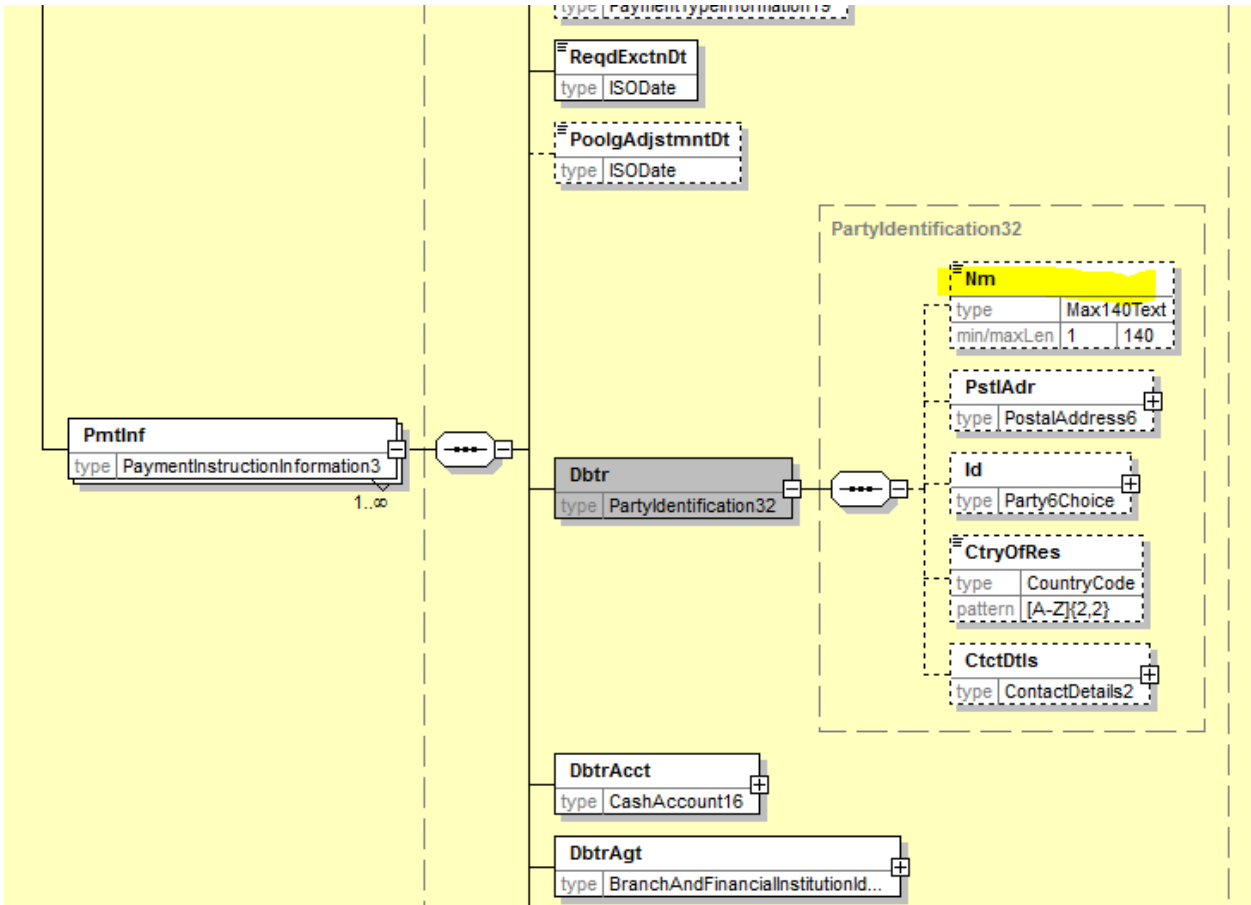 type PaymentTypeInformation19
ReqdExctnDt
type ISODate
PoolgAdjstmntDt
type ISODate
PartyIdentification32
Nm
type Max140Text
min/maxLen 1 140
PstlAdr
type PostalAddress6
PmtInf
type PaymentInstructionInformation3
1..∞
Dbtr
type PartyIdentification32
Id
type Party6Choice
CtryOfRes
type CountryCode
pattern [A-Z]{2,2}
CtctDtls
type ContactDetails2
DbtrAcct
type CashAccount16
DbtrAgt
type BranchAndFinancialInstitutionId...